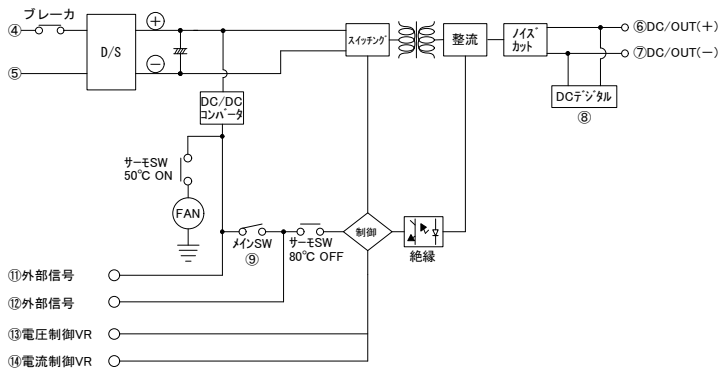 ブレーカ
④
⑤
D/S
＋
−
スイッチング
整流
ノイズ
カット
⑥DC/OUT(＋)
⑦DC/OUT(−)
DCデジタル
⑧
DC/DC
コンバータ
サーモSW
50℃ ON
FAN
メインSW
⑨
サーモSW
80℃ OFF
制御
絶縁
⑪外部信号
⑫外部信号
⑬電圧制御VR
⑭電流制御VR